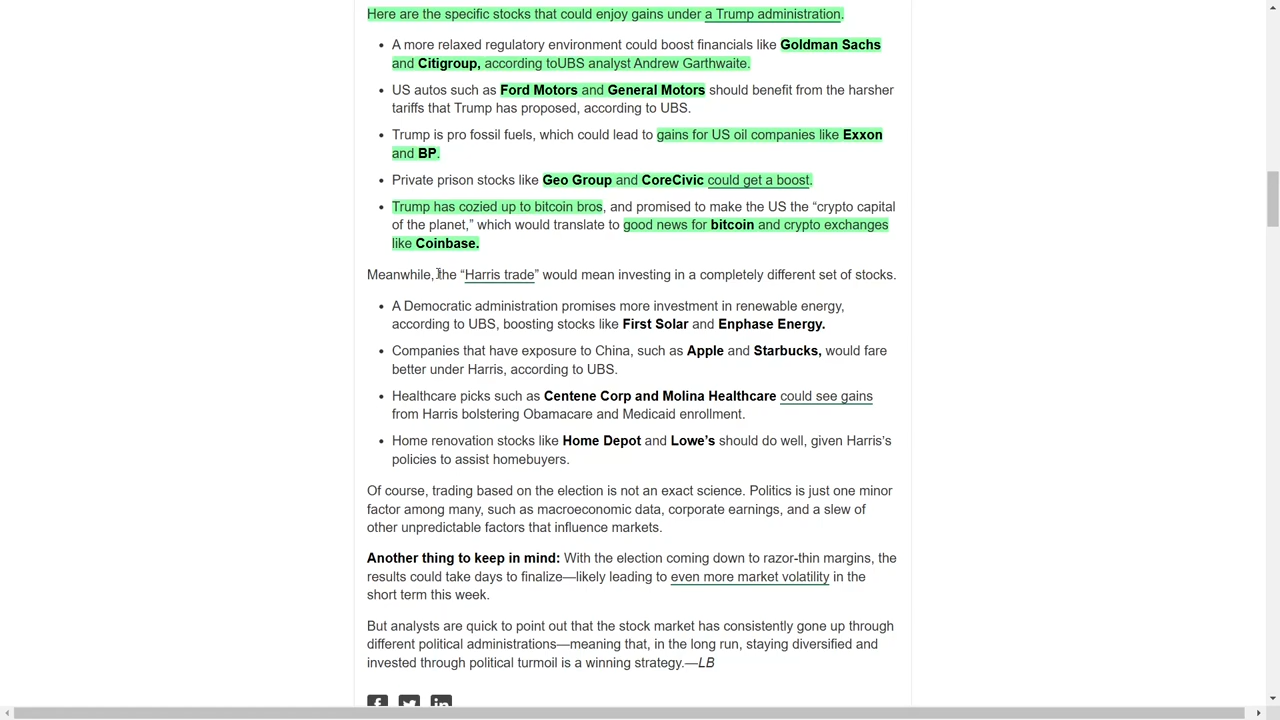 Here are the specific stocks that could enjoy gains under a Trump administration.
• A more relaxed regulatory environment could boost financials like Goldman Sachs
and Citigroup, according toUBS analyst Andrew Garthwaite.
• US autos such as Ford Motors and General Motors should benefit from the harsher
tariffs that Trump has proposed, according to UBS.
• Trump is pro fossil fuels, which could lead to gains for US oil companies like Exxon
and BP.
• Private prison stocks like Geo Group and CoreCivic could get a boost.
• Trump has cozied up to bitcoin bros, and promised to make the US the “crypto capital
of the planet,” which would translate to good news for bitcoin and crypto exchanges
like Coinbase.
Meanwhile, the “Harris trade” would mean investing in a completely different set of stocks.
• A Democratic administration promises more investment in renewable energy,
according to UBS, boosting stocks like First Solar and Enphase Energy.
• Companies that have exposure to China, such as Apple and Starbucks, would fare
better under Harris, according to UBS.
• Healthcare picks such as Centene Corp and Molina Healthcare could see gains
from Harris bolstering Obamacare and Medicaid enrollment.
• Home renovation stocks like Home Depot and Lowe’s should do well, given Harris’s
policies to assist homebuyers.
Of course, trading based on the election is not an exact science. Politics is just one minor
factor among many, such as macroeconomic data, corporate earnings, and a slew of
other unpredictable factors that influence markets.
Another thing to keep in mind: With the election coming down to razor-thin margins, the
results could take days to finalize—likely leading to even more market volatility in the
short term this week.
But analysts are quick to point out that the stock market has consistently gone up through
different political administrations—meaning that, in the long run, staying diversified and
invested through political turmoil is a winning strategy.—LB